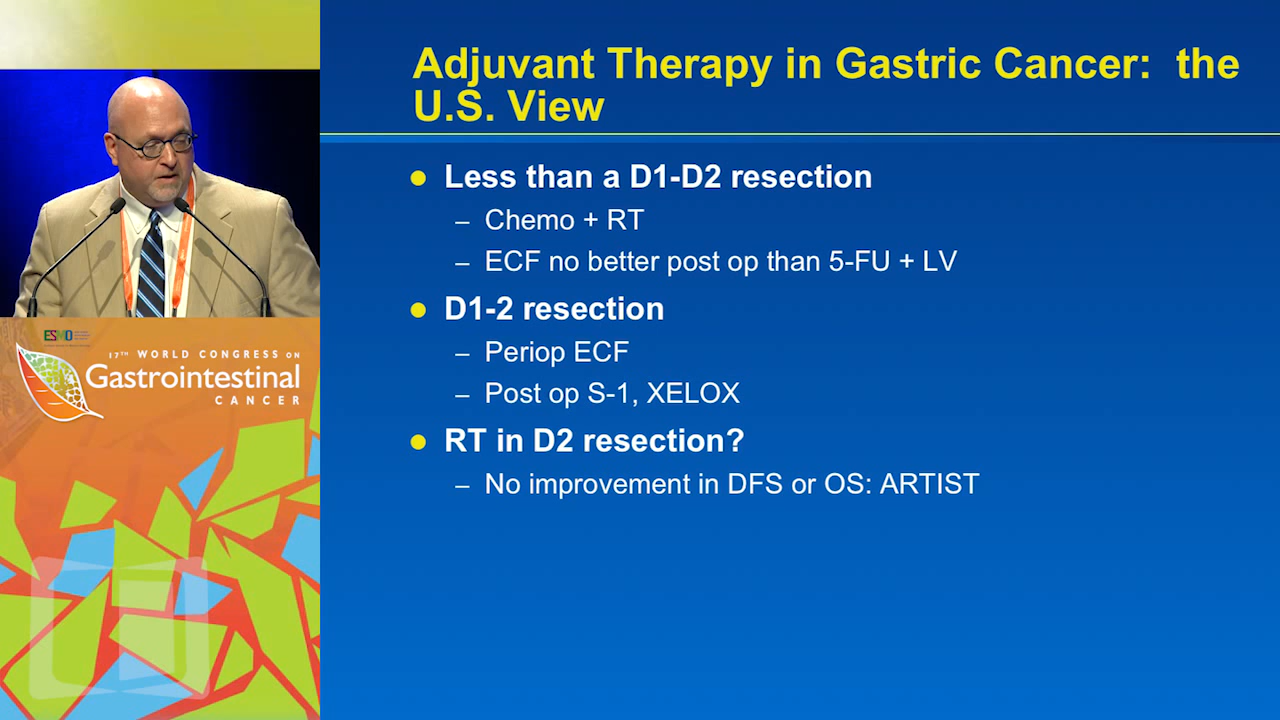 Adjuvant Therapy in Gastric Cancer: the
U.S. View
● Less than a D1-D2 resection
– Chemo + RT
– ECF no better post op than 5-FU + LV
● D1-2 resection
– Periop ECF
– Post op S-1, XELOX
● RT in D2 resection?
– No improvement in DFS or OS: ARTIST
ESMO
17TH WORLD CONGRESS ON
Gastrointestinal
CANCER